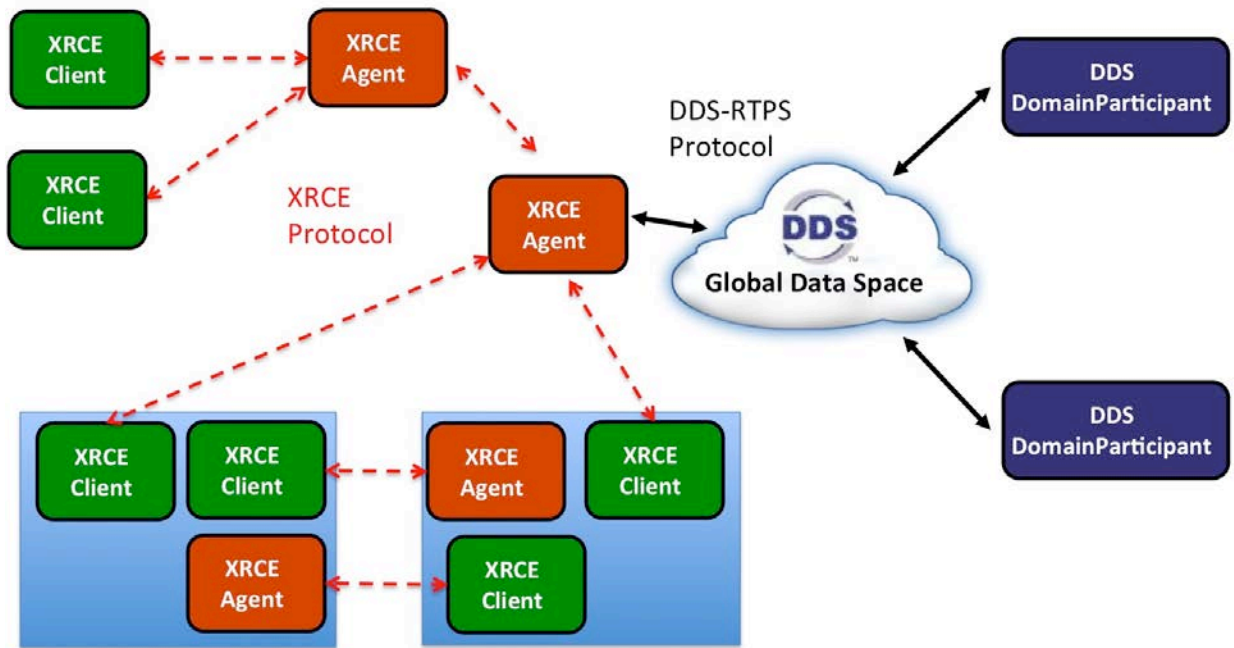 XRCE
Client
XRCE
Agent
DDS
DomainParticipant
DDS-RTPS
Protocol
XRCE
Client
XRCE
Protocol
XRCE
Agent
DDS
TM
Global Data Space
DDS
DomainParticipant
XRCE
Client
XRCE
Client
XRCE
Agent
XRCE
Client
XRCE
Agent
XRCE
Client